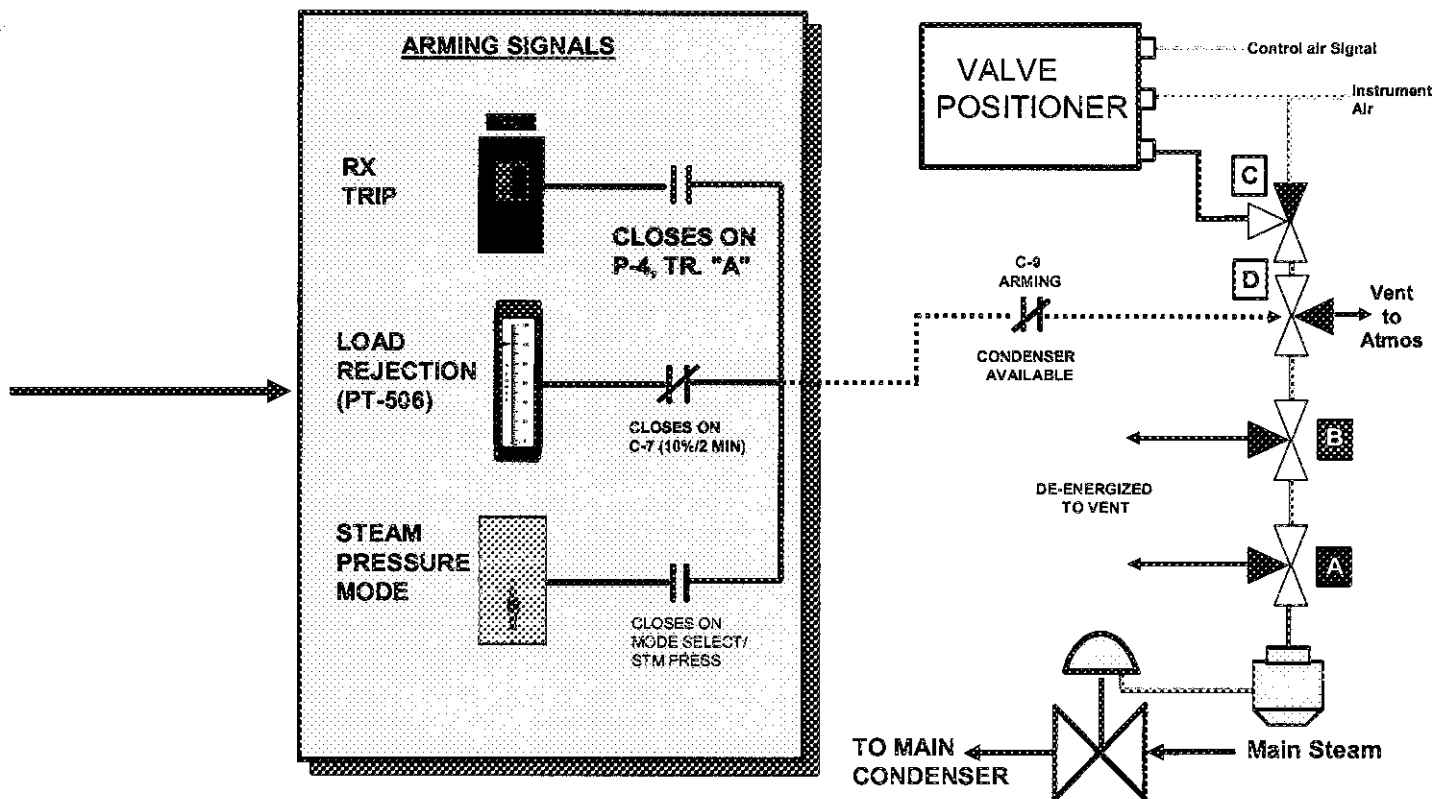 ARMING SIGNALS
RX
TRIP
CLOSES ON
P-4, TR. "A"
LOAD
REJECTION
(PT-506)
CLOSES ON
C-7 (10%/2 MIN)
STEAM
PRESSURE
MODE
CLOSES ON
MODE SELECT/
STM PRESS
VALVE
POSITIONER
Control air Signal
Instrument
Air
C
C-9
ARMING
D
CONDENSER
AVAILABLE
Vent
to
Atmos
B
DE-ENERGIZED
TO VENT
A
TO MAIN
CONDENSER
Main Steam